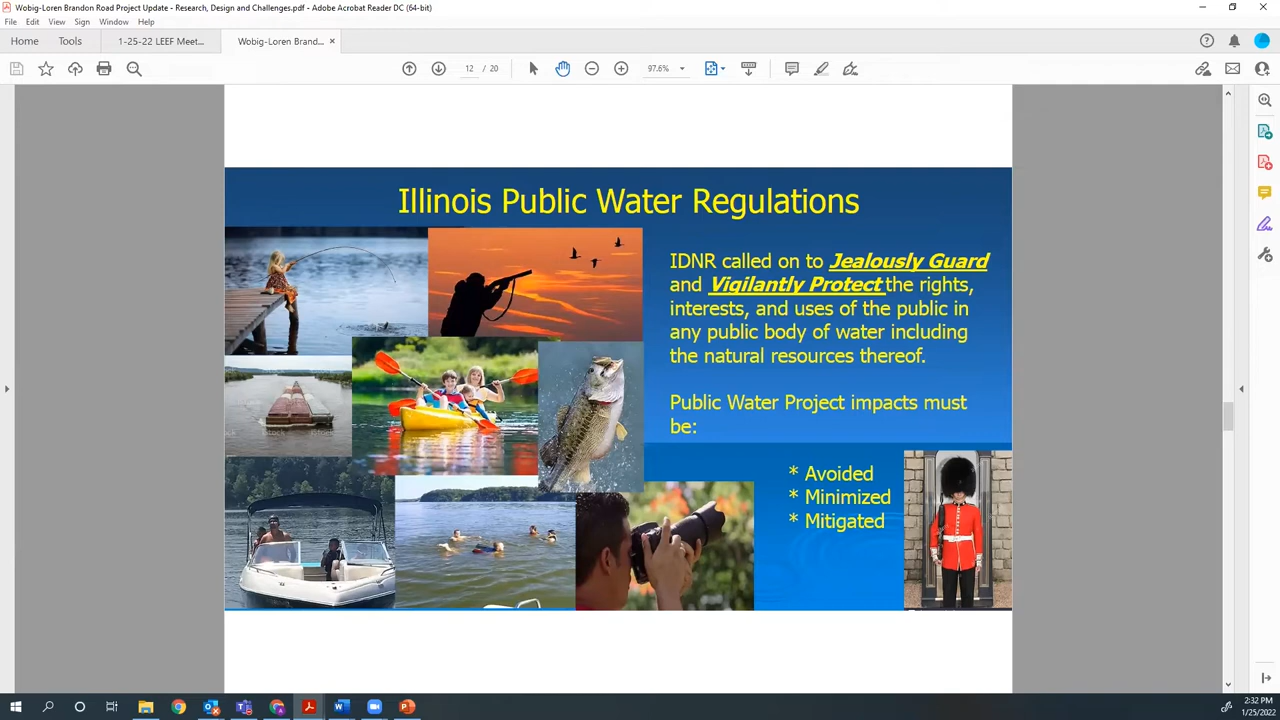 Wobig-Loren Brandon Road Project Update - Research, Design and Challenges.pdf - Adobe Acrobat Reader DC (64-bit)
File Edit View Sign Window Help
Home Tools 1-25-22 LEEF Meet... Wobig-Loren Brand... ×
12 / 20 97.6%
Illinois Public Water Regulations
IDNR called on to Jealously Guard
and Vigilantly Protect the rights,
interests, and uses of the public in
any public body of water including
the natural resources thereof.
Public Water Project impacts must
be:
* Avoided
* Minimized
* Mitigated
2:32 PM
1/25/2022